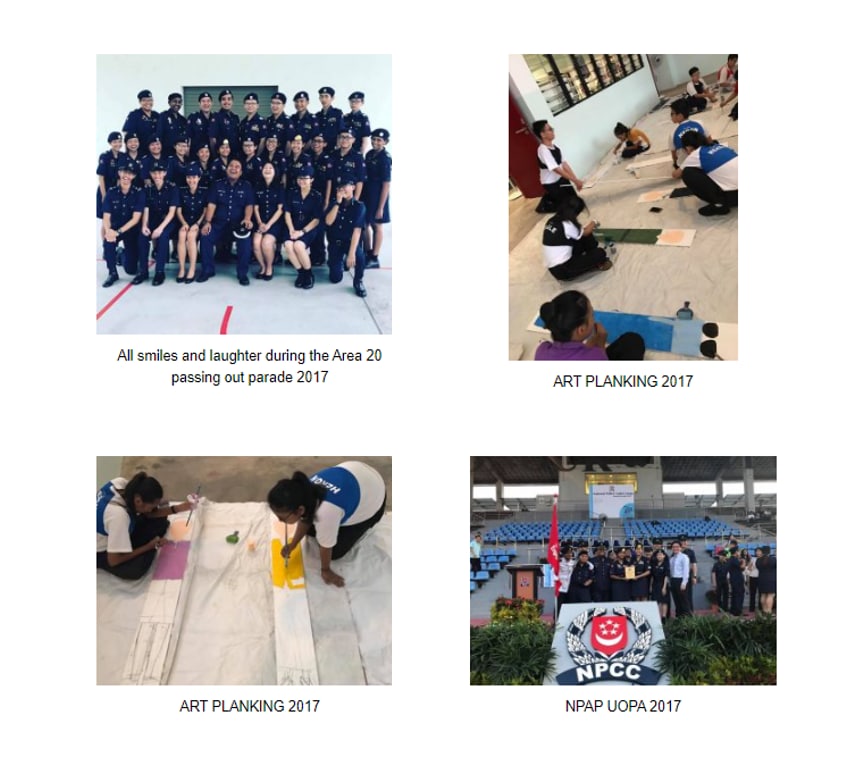 All smiles and laughter during the Area 20
passing out parade 2017
ART PLANKING 2017
HERON
ART PLANKING 2017
NPCC
NPAP UOPA 2017